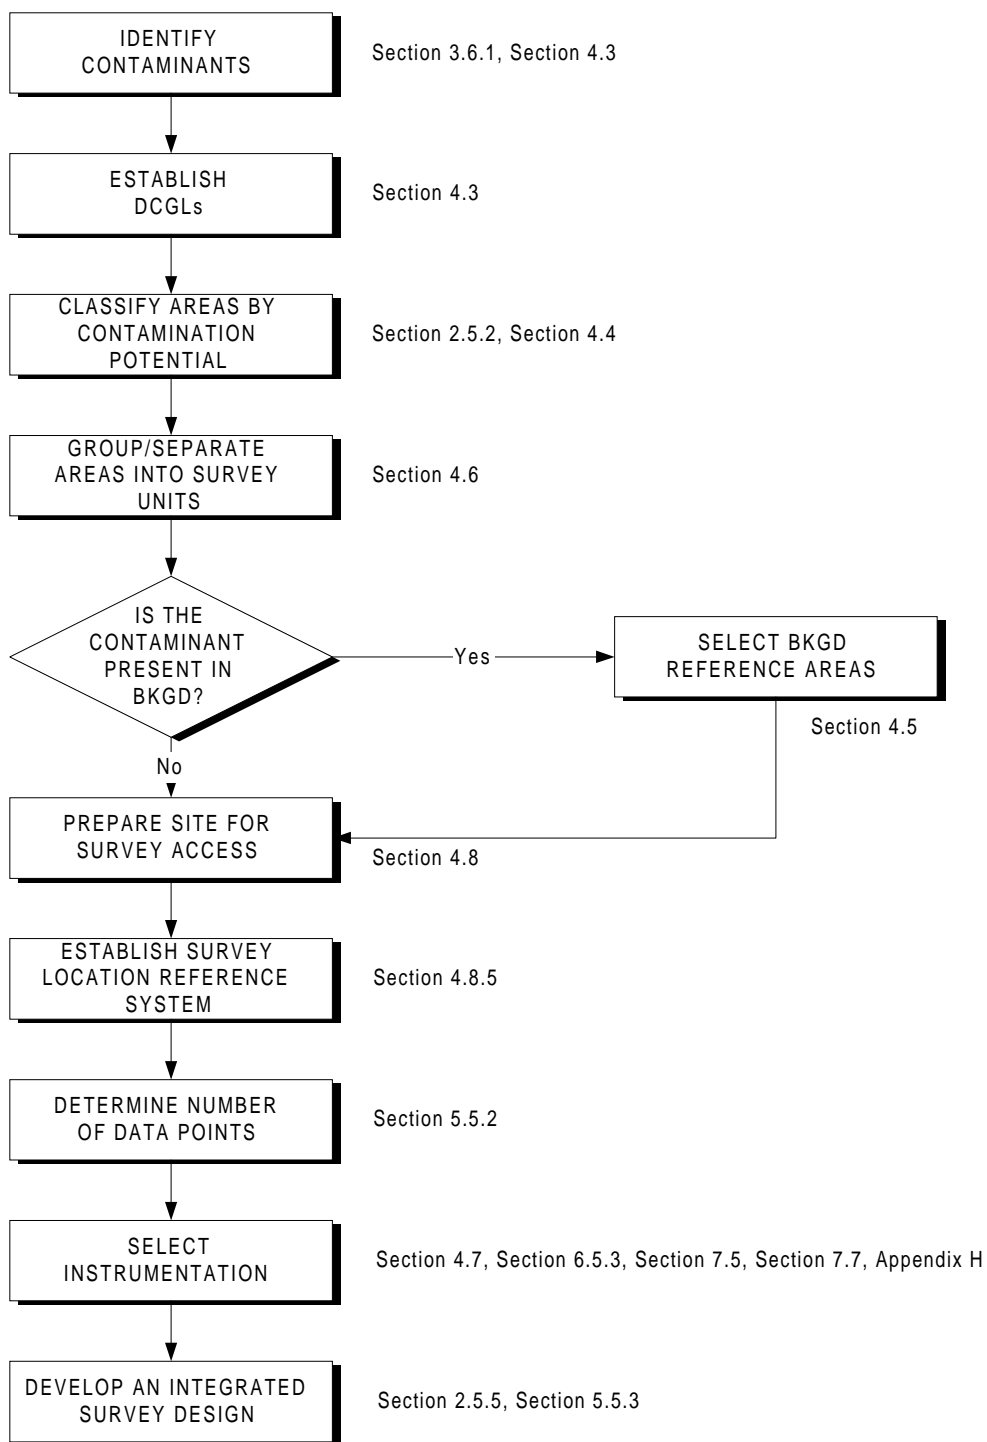 IDENTIFY
CONTAMINANTS
Section 3.6.1, Section 4.3
ESTABLISH
DCGLs
Section 4.3
CLASSIFY AREAS BY
CONTAMINATION
POTENTIAL
Section 2.5.2, Section 4.4
GROUP/SEPARATE
AREAS INTO SURVEY
UNITS
Section 4.6
IS THE
CONTAMINANT
PRESENT IN
BKGD?
Yes
SELECT BKGD
REFERENCE AREAS
Section 4.5
No
PREPARE SITE FOR
SURVEY ACCESS
Section 4.8
ESTABLISH SURVEY
LOCATION REFERENCE
SYSTEM
Section 4.8.5
DETERMINE NUMBER
OF DATA POINTS
Section 5.5.2
SELECT
INSTRUMENTATION
Section 4.7, Section 6.5.3, Section 7.5, Section 7.7, Appendix H
DEVELOP AN INTEGRATED
SURVEY DESIGN
Section 2.5.5, Section 5.5.3